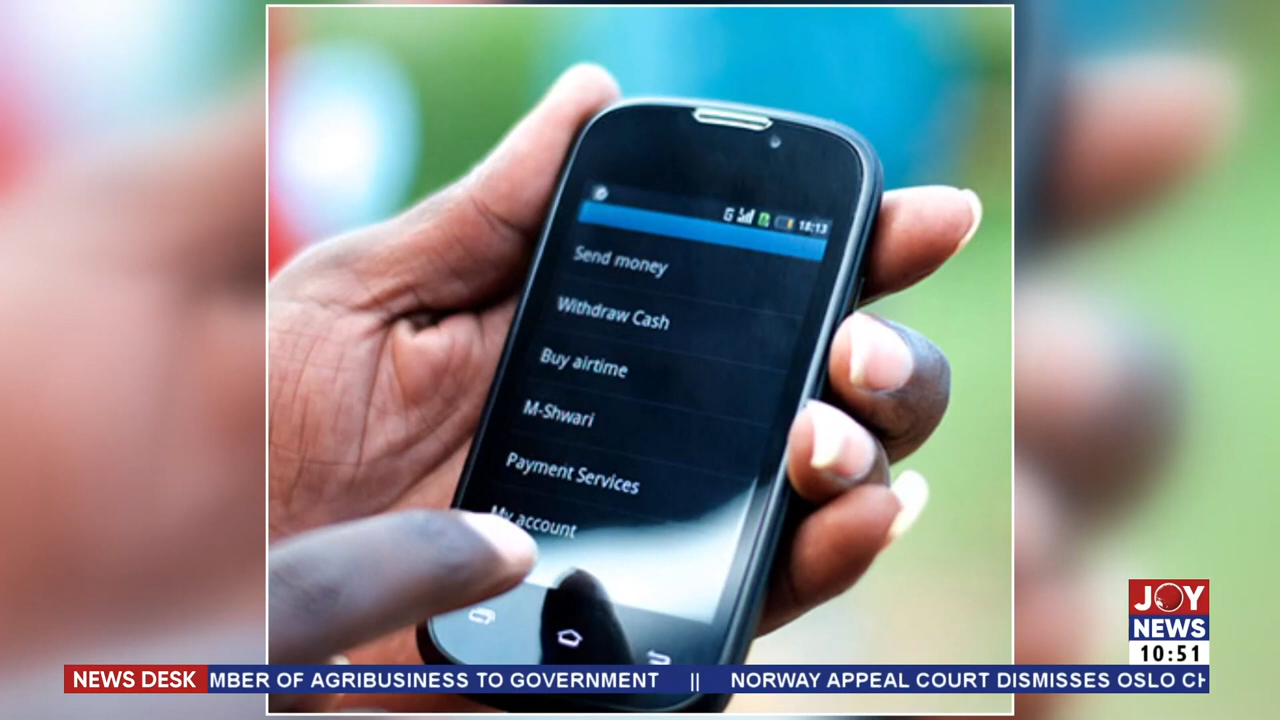 G 18:13
Send money
Withdraw Cash
Buy airtime
M-Shwari
Payment Services
My account
JOY
NEWS
10:51
NEWS DESK MBER OF AGRIBUSINESS TO GOVERNMENT || NORWAY APPEAL COURT DISMISSES OSLO CH